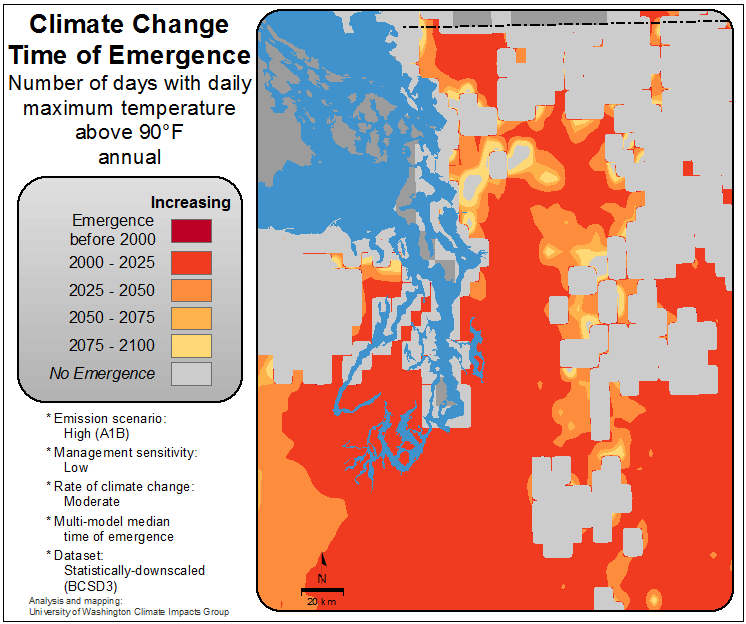 Climate Change
Time of Emergence
Number of days with daily
maximum temperature
above 90°F
annual
Increasing
Emergence
before 2000
2000 - 2025
2025 - 2050
2050 - 2075
2075 - 2100
No Emergence
* Emission scenario:
High (A1B)
* Management sensitivity:
Low
* Rate of climate change:
Moderate
* Multi-model median
time of emergence
* Dataset:
Statistically-downscaled
(BCSD3)
Analysis and mapping:
University of Washington Climate Impacts Group
N
20 km